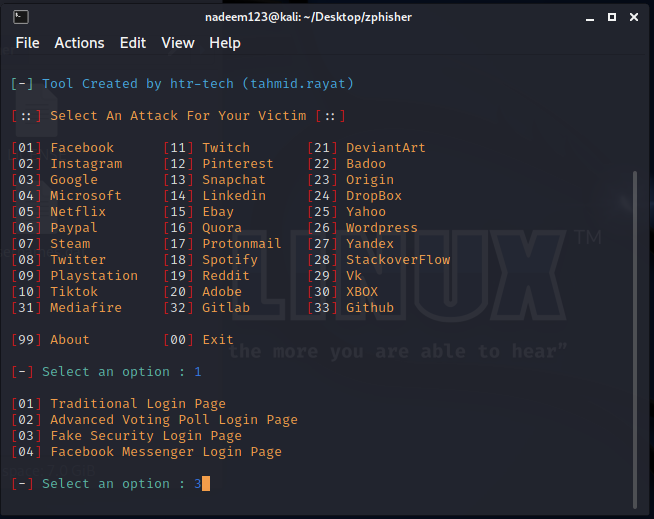 nadeem123@kali: ~/Desktop/zphisher
File Actions Edit View Help
[-] Tool Created by htr-tech (tahmid.rayat)
[::] Select An Attack For Your Victim [::]
[01] Facebook [11] Twitch [21] DeviantArt
[02] Instagram [12] Pinterest [22] Badoo
[03] Google [13] Snapchat [23] Origin
[04] Microsoft [14] Linkedin [24] DropBox
[05] Netflix [15] Ebay [25] Yahoo
[06] Paypal [16] Quora [26] Wordpress
[07] Steam [17] Protonmail [27] Yandex
[08] Twitter [18] Spotify [28] StackoverFlow
[09] Playstation [19] Reddit [29] Vk
[10] Tiktok [20] Adobe [30] XBOX
[31] Mediafire [32] Gitlab [33] Github
LINUX TM
[99] About [00] Exit
the more you are able to hear"
[-] Select an option : 1
[01] Traditional Login Page
[02] Advanced Voting Poll Login Page
[03] Fake Security Login Page
[04] Facebook Messenger Login Page
[-] Select an option : 3